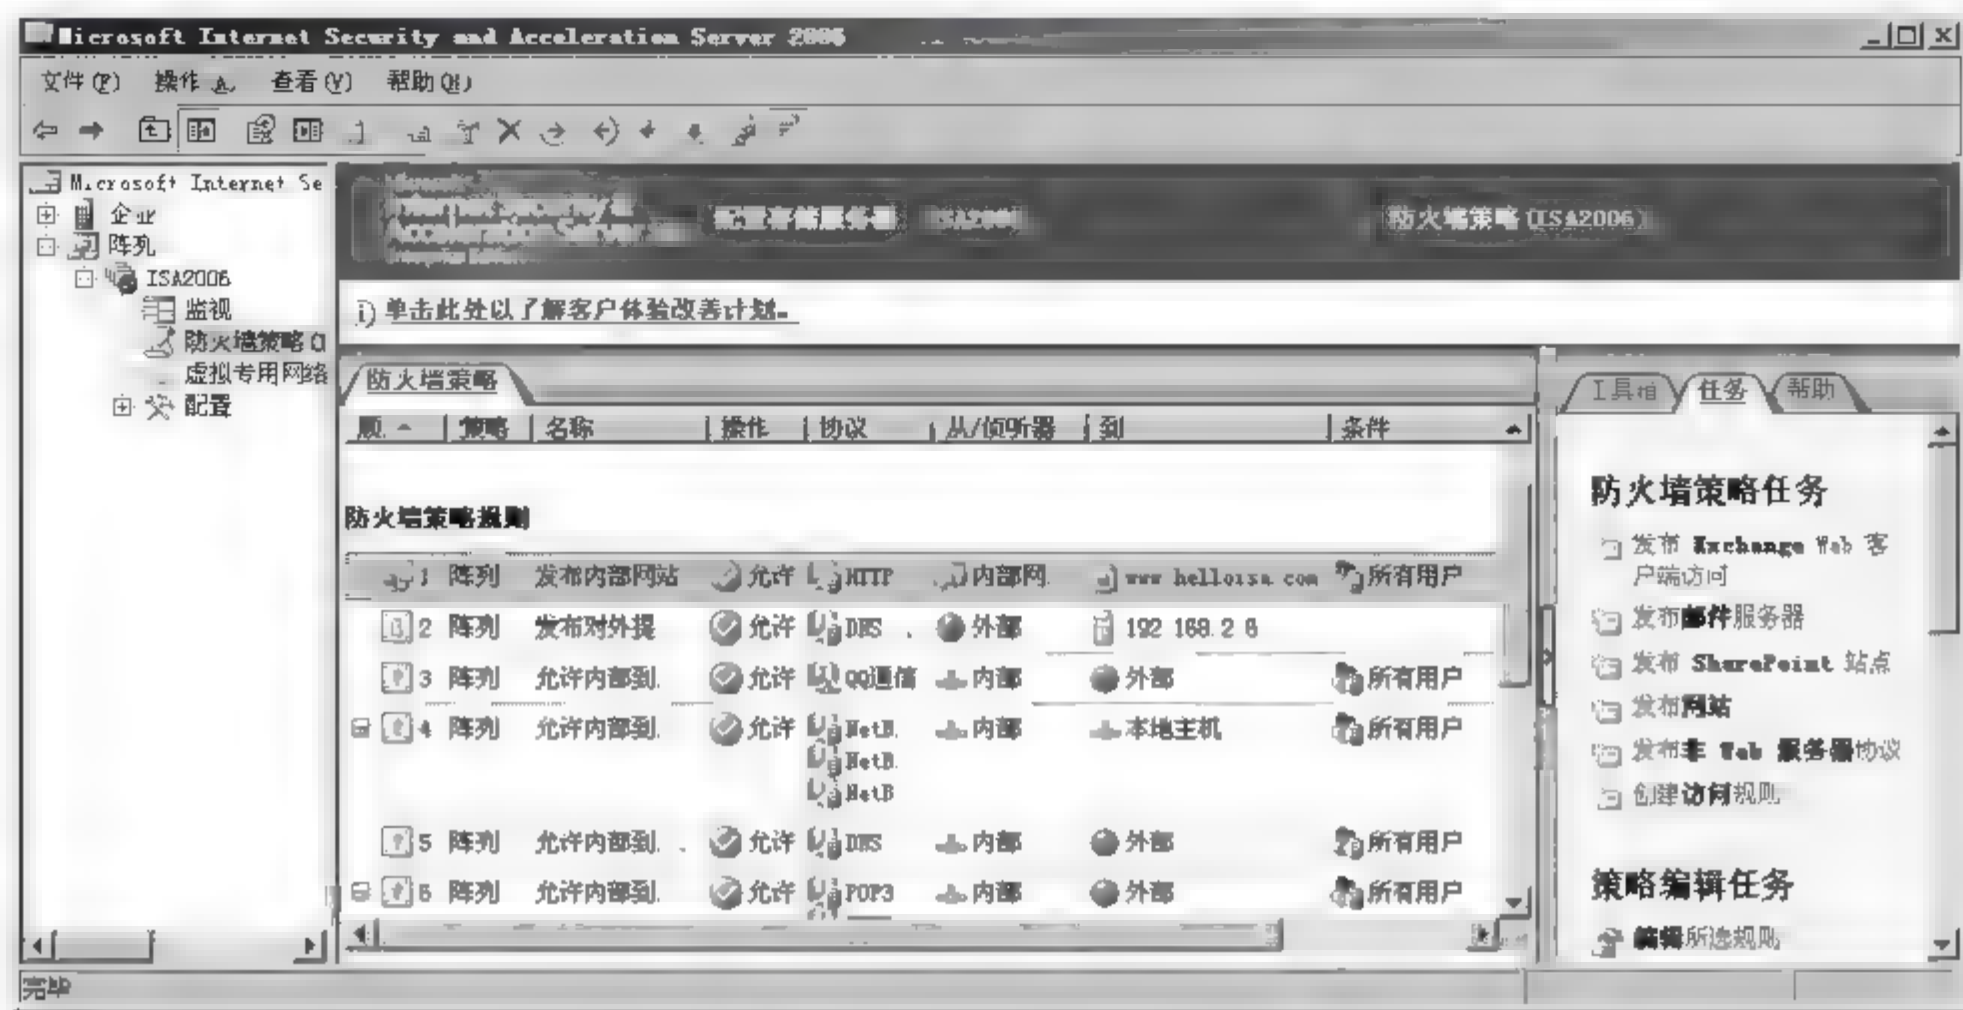 Microsoft Internet Security and Acceleration Server 2006
文件(F) 操作(A) 查看(V) 帮助(H)
Microsoft Internet Se
企业
阵列
ISA2006
监视
防火墙策略(I
虚拟专用网络
配置
防火墙策略(ISA2006)
单击此处以了解客户体验改善计划。
防火墙策略
顺. 策略 名称 操作 协议 从/侦听器 到 条件
防火墙策略规则
1 阵列 发布内部网站 允许 HTTP 内部网. www helloisa com 所有用户
2 阵列 发布对外提 允许 DNS . 外部 192 168.2 6
3 阵列 允许内部到. 允许 QQ通信 内部 外部 所有用户
4 阵列 允许内部到. 允许 NetB. 内部 本地主机 所有用户
NetB.
NetB
5 阵列 允许内部到. . 允许 DNS 内部 外部 所有用户
6 阵列 允许内部到. 允许 POP3 内部 外部 所有用户
工具箱 任务 帮助
防火墙策略任务
发布 Exchange Web 客
户端访问
发布邮件服务器
发布 SharePoint 站点
发布网站
发布非 Web 服务器协议
创建访问规则
策略编辑任务
编辑所选规则
完毕